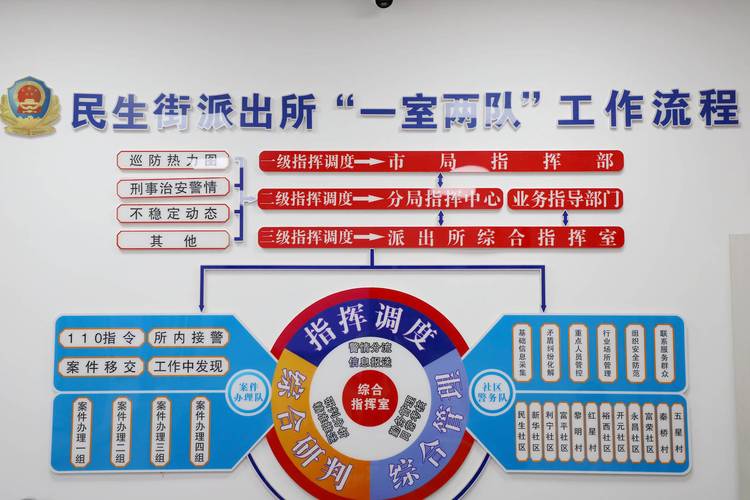 民生街派出所“一室两队”工作流程
巡防热力图
刑事治安警情
不稳定动态
其他
一级指挥调度 市局指挥部
二级指挥调度 分局指挥中心 业务指导部门
三级指挥调度 派出所综合指挥室
110指令 所内接警
案件移交 工作中发现
案件办理一组
案件办理二组
案件办理三组
案件办理四组
案件办理队
指挥调度
警情分流
信息报送
综合研判
综合管理
综合指挥室
社区警务队
基础信息采集
矛盾纠纷化解
重点人员管控
行业场所管理
组织安全防范
联系服务群众
民生社区
新华社区
利宁社区
富平社区
黎明村
红星村
裕西社区
开元社区
永昌社区
富荣社区
秦桥村
五星村